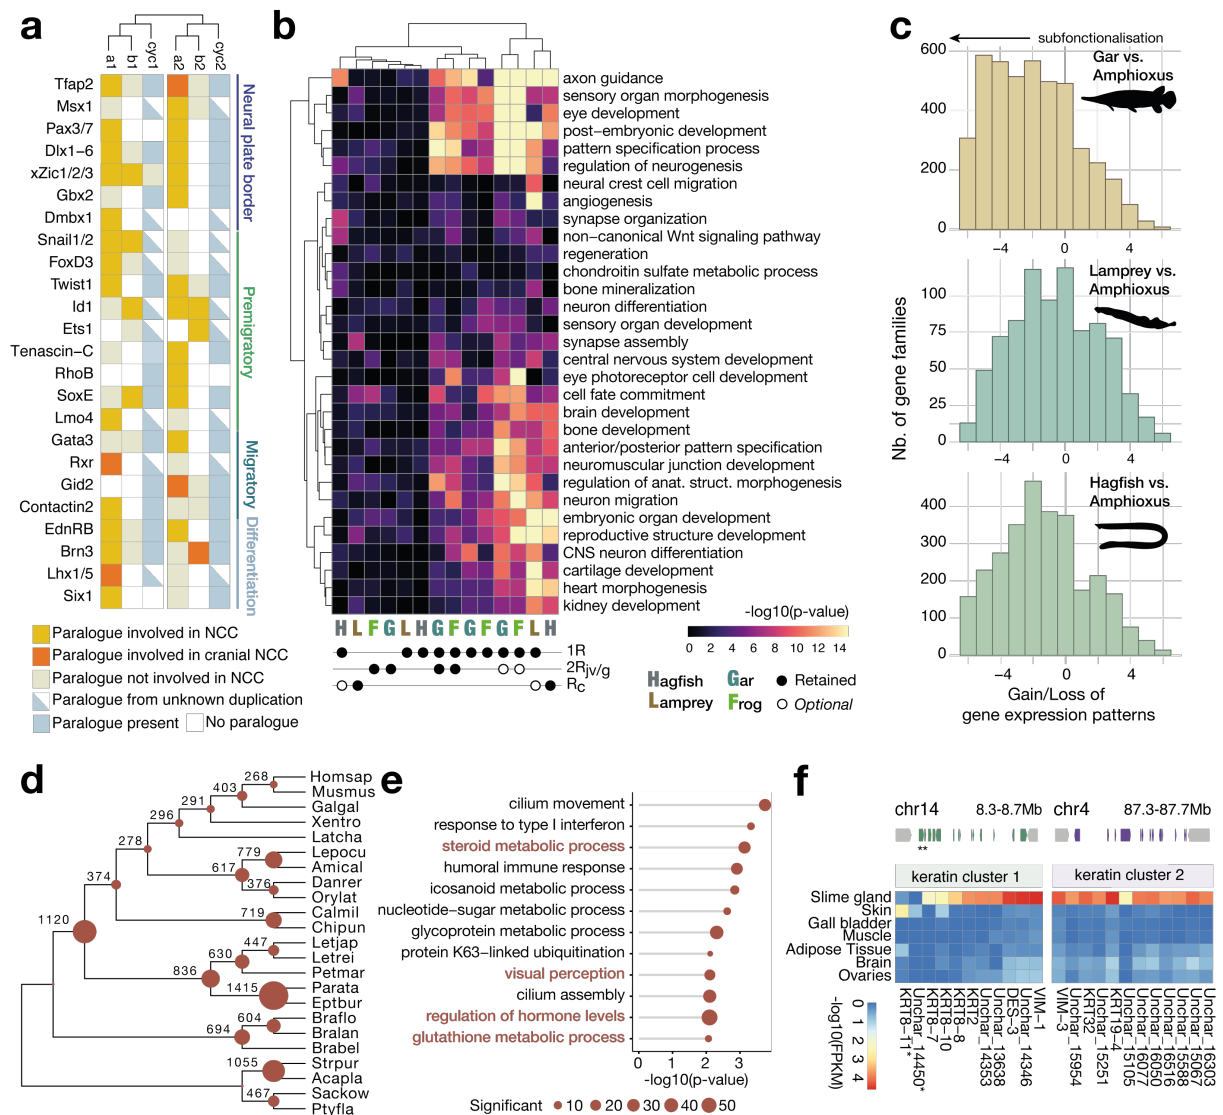 a
a1 b1 cyc1 a2 b2 cyc2
Tfap2
Msx1
Pax3/7
Dlx1-6
xZic1/2/3
Gbx2
Dmbx1
Snail1/2
FoxD3
Twist1
Id1
Ets1
Tenascin-C
RhoB
SoxE
Lmo4
Gata3
Rxr
Gid2
Contactin2
EdnRB
Brn3
Lhx1/5
Six1
Neural plate border
Premigratory
Migratory
Differentiation
Paralogue involved in NCC
Paralogue involved in cranial NCC
Paralogue not involved in NCC
Paralogue from unknown duplication
Paralogue present
No paralogue
b
axon guidance
sensory organ morphogenesis
eye development
post-embryonic development
pattern specification process
regulation of neurogenesis
neural crest cell migration
angiogenesis
synapse organization
non-canonical Wnt signaling pathway
regeneration
chondroitin sulfate metabolic process
bone mineralization
neuron differentiation
sensory organ development
synapse assembly
central nervous system development
eye photoreceptor cell development
cell fate commitment
brain development
bone development
anterior/posterior pattern specification
neuromuscular junction development
regulation of anat. struct. morphogenesis
neuron migration
embryonic organ development
reproductive structure development
CNS neuron differentiation
cartilage development
heart morphogenesis
kidney development
H L F G L H G F G F G F L H
1R
2Rjv/g
Rc
-log10(p-value)
0 2 4 6 8 10 12 14
Hagfish Gar Retained
Lamprey Frog Optional
c
subfonctionalisation
Gar vs.
Amphioxus
600
400
200
0
-4 0 4
Lamprey vs.
Amphioxus
100
75
50
25
0
-4 0 4
Hagfish vs.
Amphioxus
400
300
200
100
0
-4 0 4
Nb. of gene families
Gain/Loss of
gene expression patterns
d
Homsap
Musmus
Galgal
Xentro
Latcha
Lepocu
Amical
Danrer
Orylat
Calmil
Chipun
Letjap
Letrei
Petmar
Parata
Eptbur
Braflo
Bralan
Brabel
Strpur
Acapla
Sackow
Ptyfla
268
403
291
296
278
779
617
376
374
719
1120
447
630
836
1415
604
694
1055
467
e
cilium movement
response to type I interferon
steroid metabolic process
humoral immune response
icosanoid metabolic process
nucleotide-sugar metabolic process
glycoprotein metabolic process
protein K63-linked ubiquitination
visual perception
cilium assembly
regulation of hormone levels
glutathione metabolic process
0 1 2 3
-log10(p-value)
Significant 10 20 30 40 50
f
chr14 8.3-8.7Mb
chr4 87.3-87.7Mb
**
keratin cluster 1
keratin cluster 2
Slime gland
Skin
Gall bladder
Muscle
Adipose Tissue
Brain
Ovaries
KRT8-11*
Unchar_14450*
KRT8-7
KRT8-10
KRT8-8
KRT2
Unchar_14353
Unchar_13638
DES-3
Unchar_14346
VIM-1
VIM-3
Unchar_15954
KRT32
Unchar_15251
KRT19-4
Unchar_15105
Unchar_16077
Unchar_16050
Unchar_16516
Unchar_15588
Unchar_15067
Unchar_16303
-log10(FPKM)
0 1 2 3 4